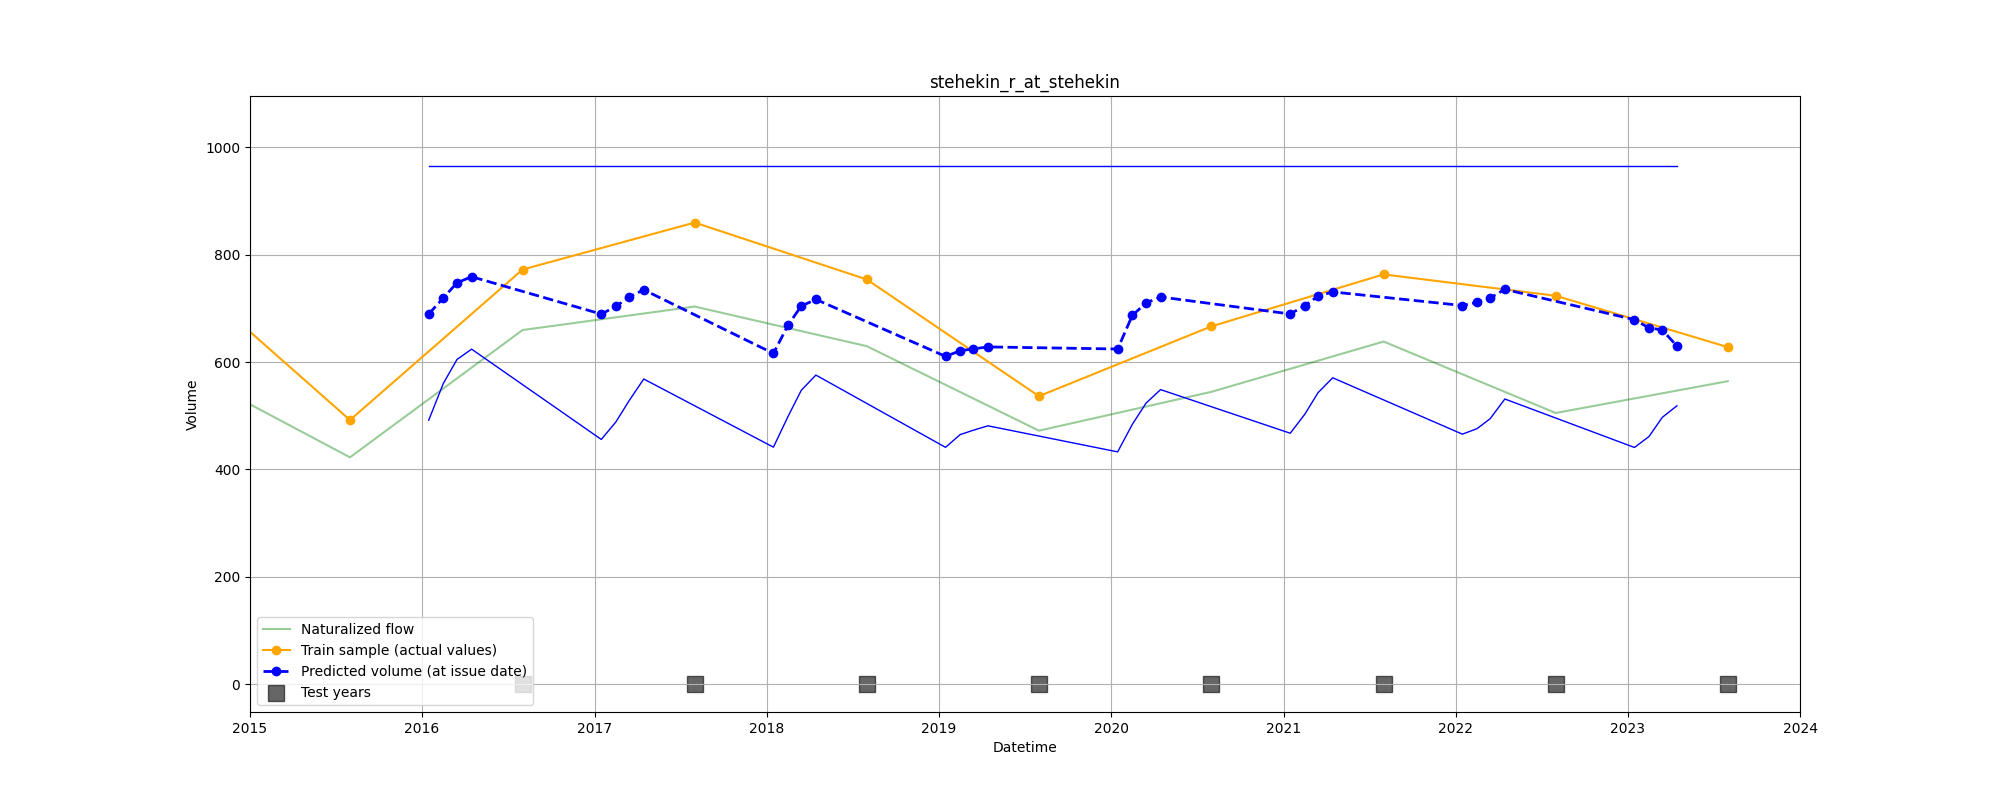 stehekin_r_at_stehekin
1000
800
600
400
200
0
Volume
Naturalized flow
Train sample (actual values)
Predicted volume (at issue date)
Test years
2015 2016 2017 2018 2019 2020 2021 2022 2023 2024
Datetime